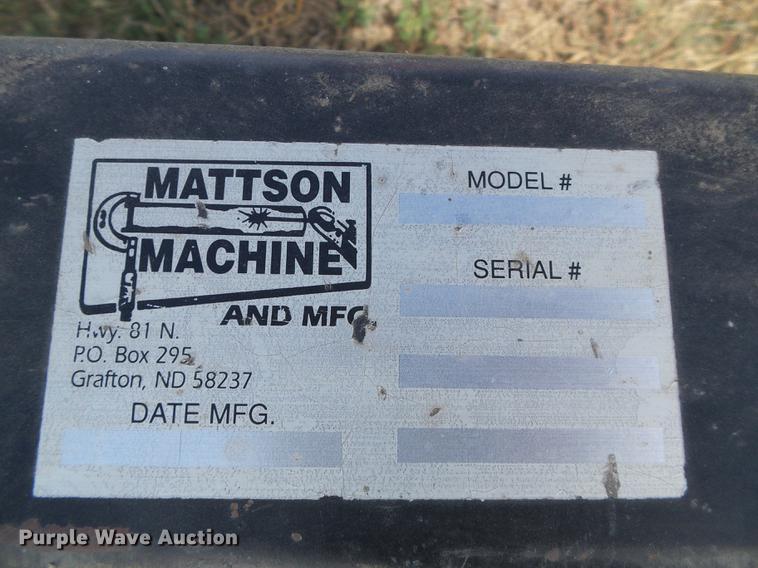 MATTSON
MACHINE
AND MFG.
Hwy. 81 N.
P.O. Box 295
Grafton, ND 58237
DATE MFG.
MODEL #
SERIAL #
Purple Wave Auction